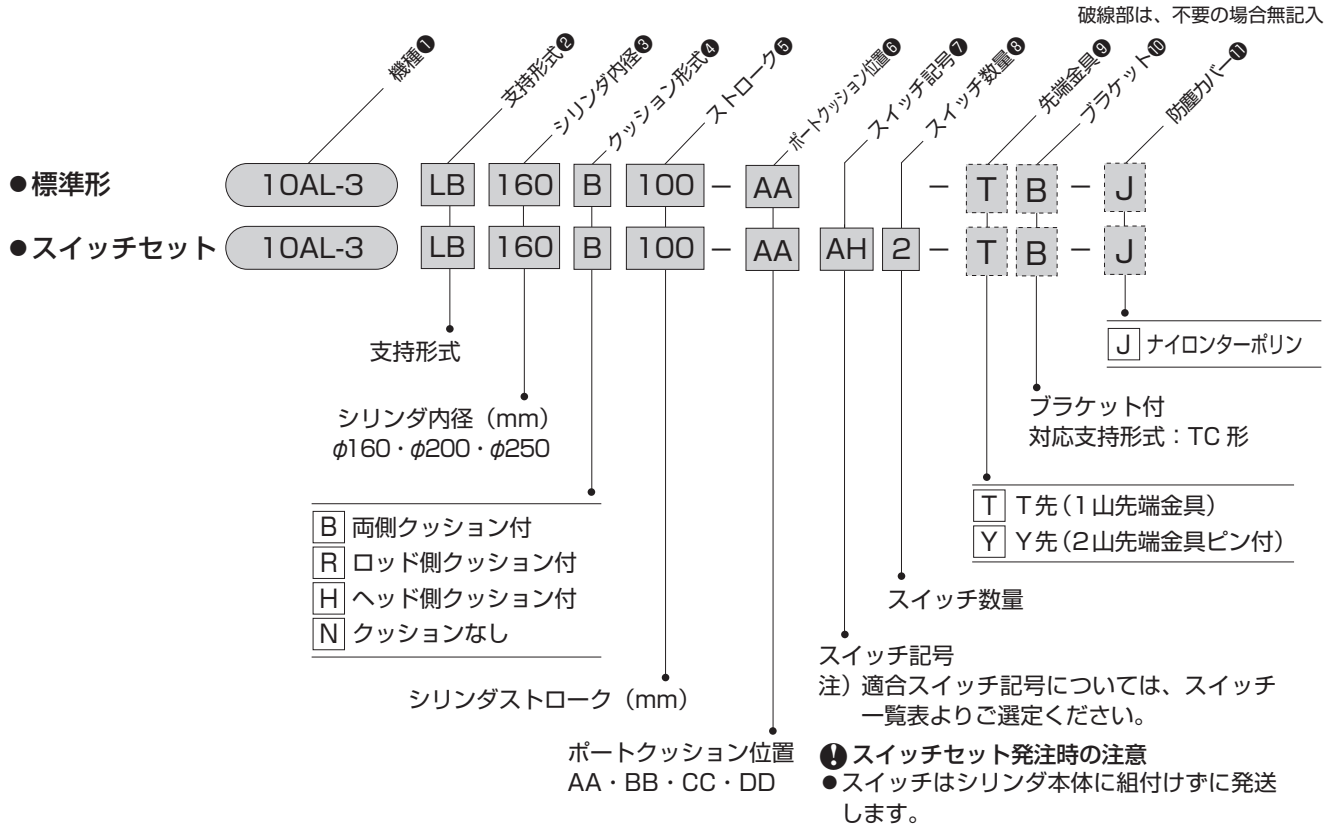 破線部は、不要の場合無記入
機種❶
支持形式❷
シリンダ内径❸
クッション形式❹
ストローク❺
ポートクッション位置❻
スイッチ記号❼
スイッチ数量❽
先端金具❾
ブラケット❿
防塵カバー⓫
●標準形 10AL-3 LB 160 B 100 − AA − T B − J
●スイッチセット 10AL-3 LB 160 B 100 − AA AH 2 − T B − J
支持形式
シリンダ内径（mm）
φ160・φ200・φ250
B 両側クッション付
R ロッド側クッション付
H ヘッド側クッション付
N クッションなし
シリンダストローク（mm）
ポートクッション位置
AA・BB・CC・DD
J ナイロンターポリン
ブラケット付
対応支持形式：TC 形
T T先（1山先端金具）
Y Y先（2山先端金具ピン付）
スイッチ数量
スイッチ記号
注）適合スイッチ記号については、スイッチ
一覧表よりご選定ください。
! スイッチセット発注時の注意
●スイッチはシリンダ本体に組付けずに発送
します。